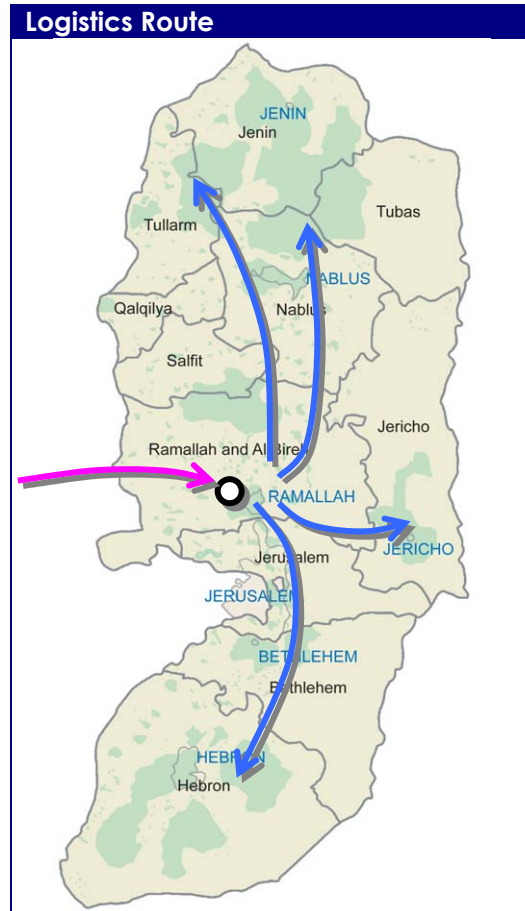 Logistics Route
JENIN
Jenin
Tubas
Tullarm
NABLUS
Qalqilya
Nablus
Salfit
Jericho
Ramallah and Al Bireh
RAMALLAH
JERICHO
Jerusalem
JERUSALEM
BETHLEHEM
Bethlehem
HEBRON
Hebron